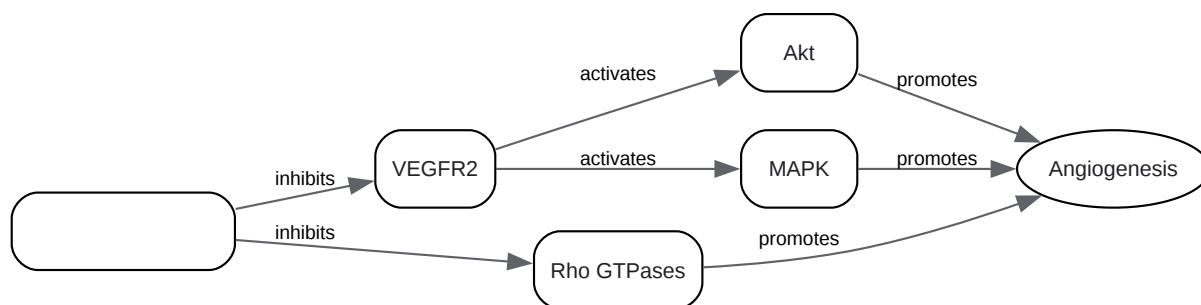 Akt
activates
promotes
VEGFR2
activates
MAPK
promotes
Angiogenesis
inhibits
inhibits
promotes
Rho GTPases